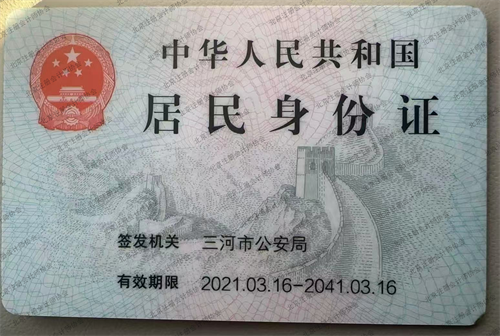 中华人民共和国
居民身份证
签发机关 三河市公安局
有效期限 2021.03.16-2041.03.16